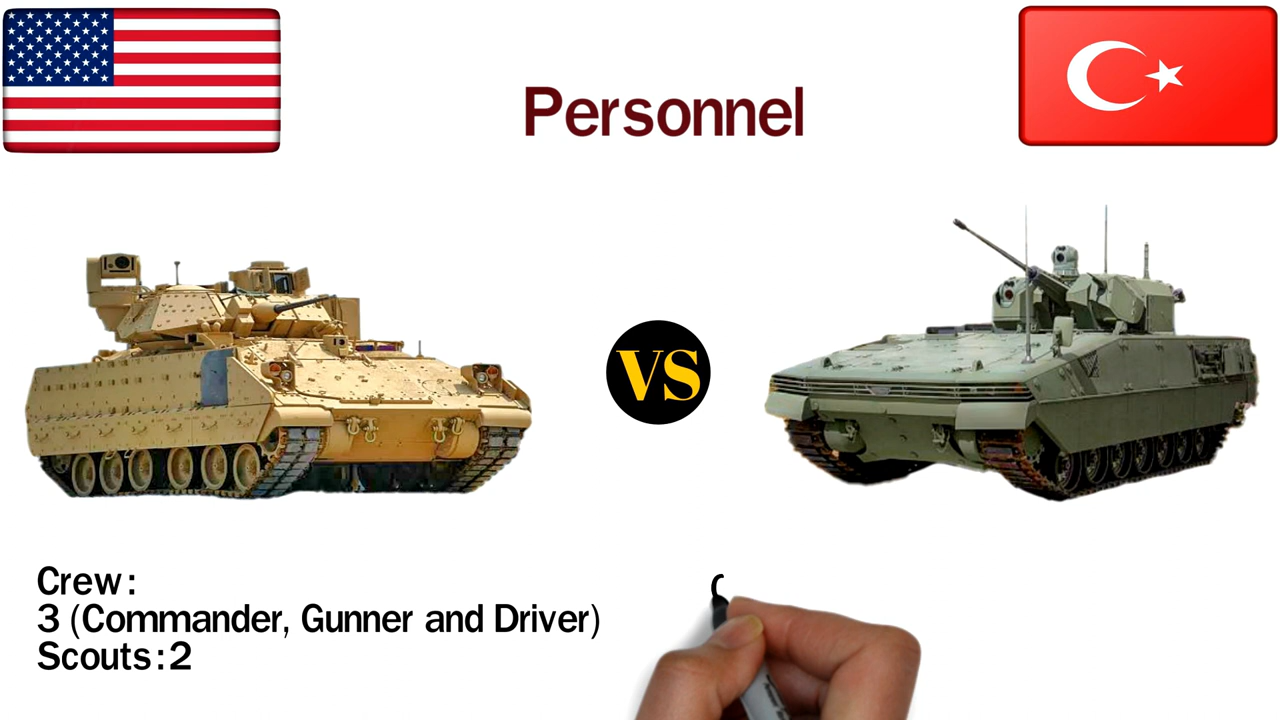 Personnel
VS
Crew:
3 (Commander, Gunner and Driver)
Scouts:2